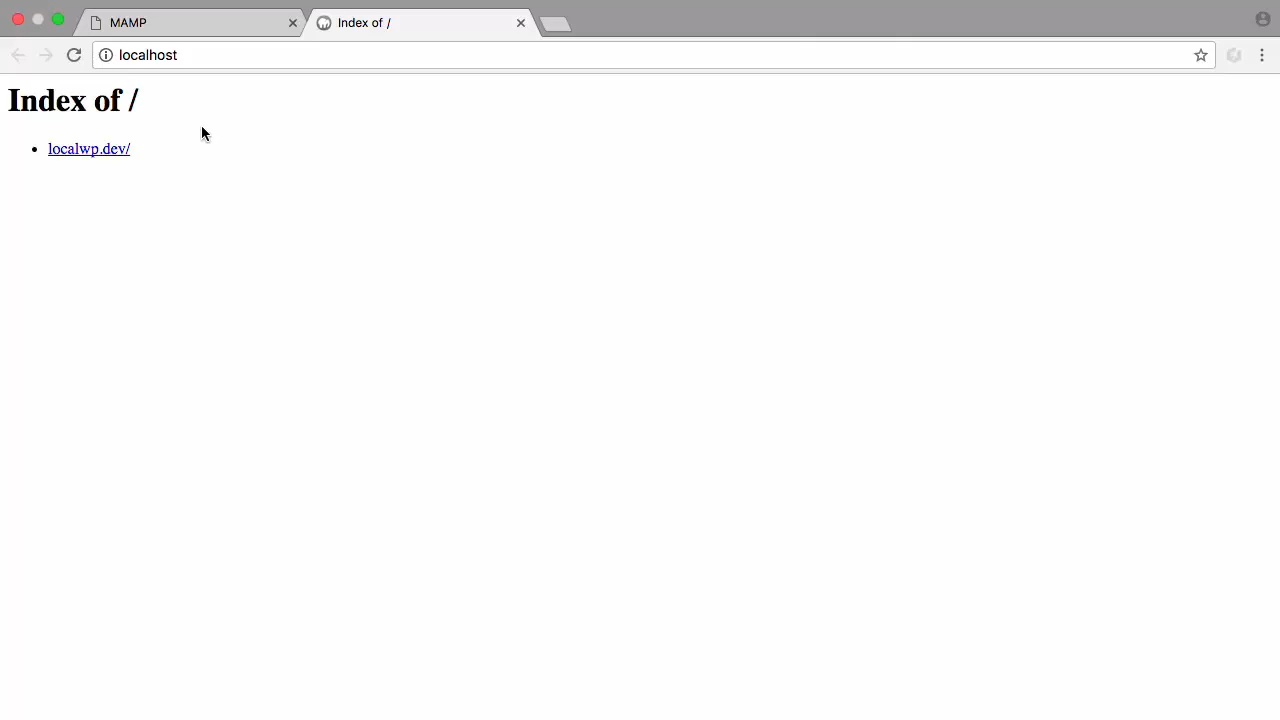 MAMP
Index of /
localhost
Index of /
localwp.dev/